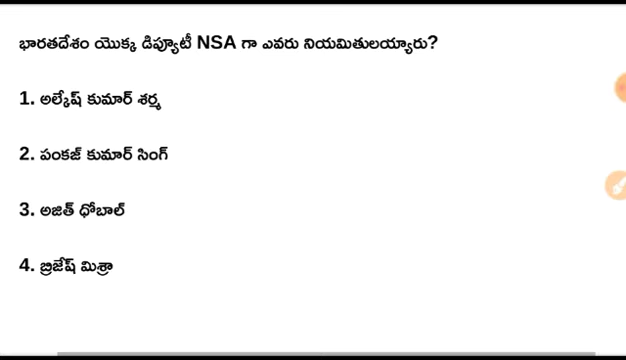 భారతదేశం యొక్క డిప్యూటీ NSA గా ఎవరు నియమితులయ్యారు?
1. అల్కేష్ కుమార్ శర్మ
2. పంకజ్ కుమార్ సింగ్
3. అజిత్ ధోబాల్
4. బ్రిజేష్ మిశ్రా